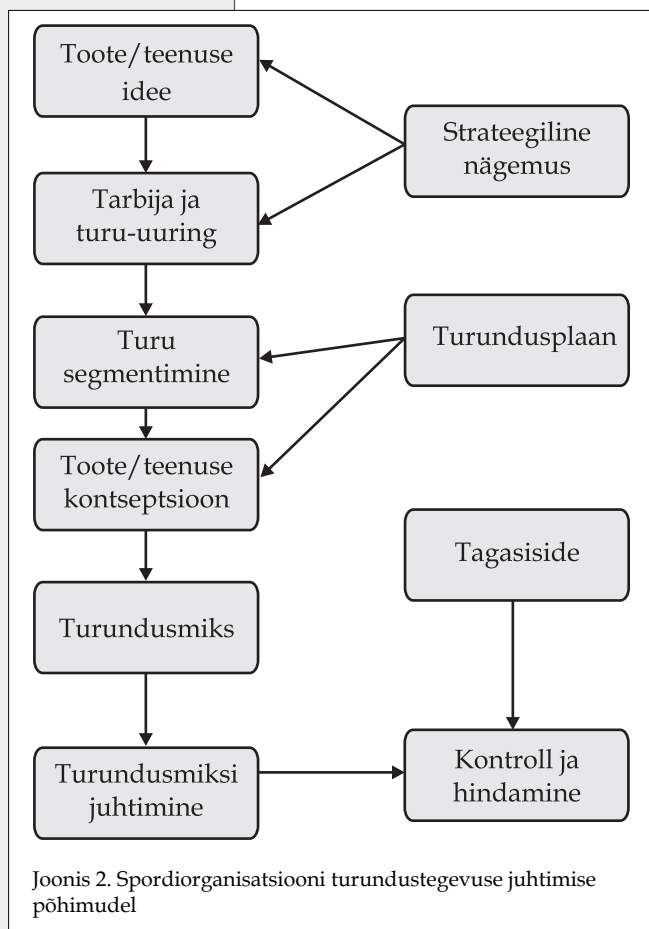 Toote/teenuse
idee
Strateegiline
nägemus
Tarbija ja
turu-uuring
Turu
segmentimine
Turundusplaan
Toote/teenuse
kontseptsioon
Tagasiside
Turundusmiks
Turundusmiksi
juhtimine
Kontroll ja
hindamine
Joonis 2. Spordiorganisatsiooni turundustegevuse juhtimise
põhimudel